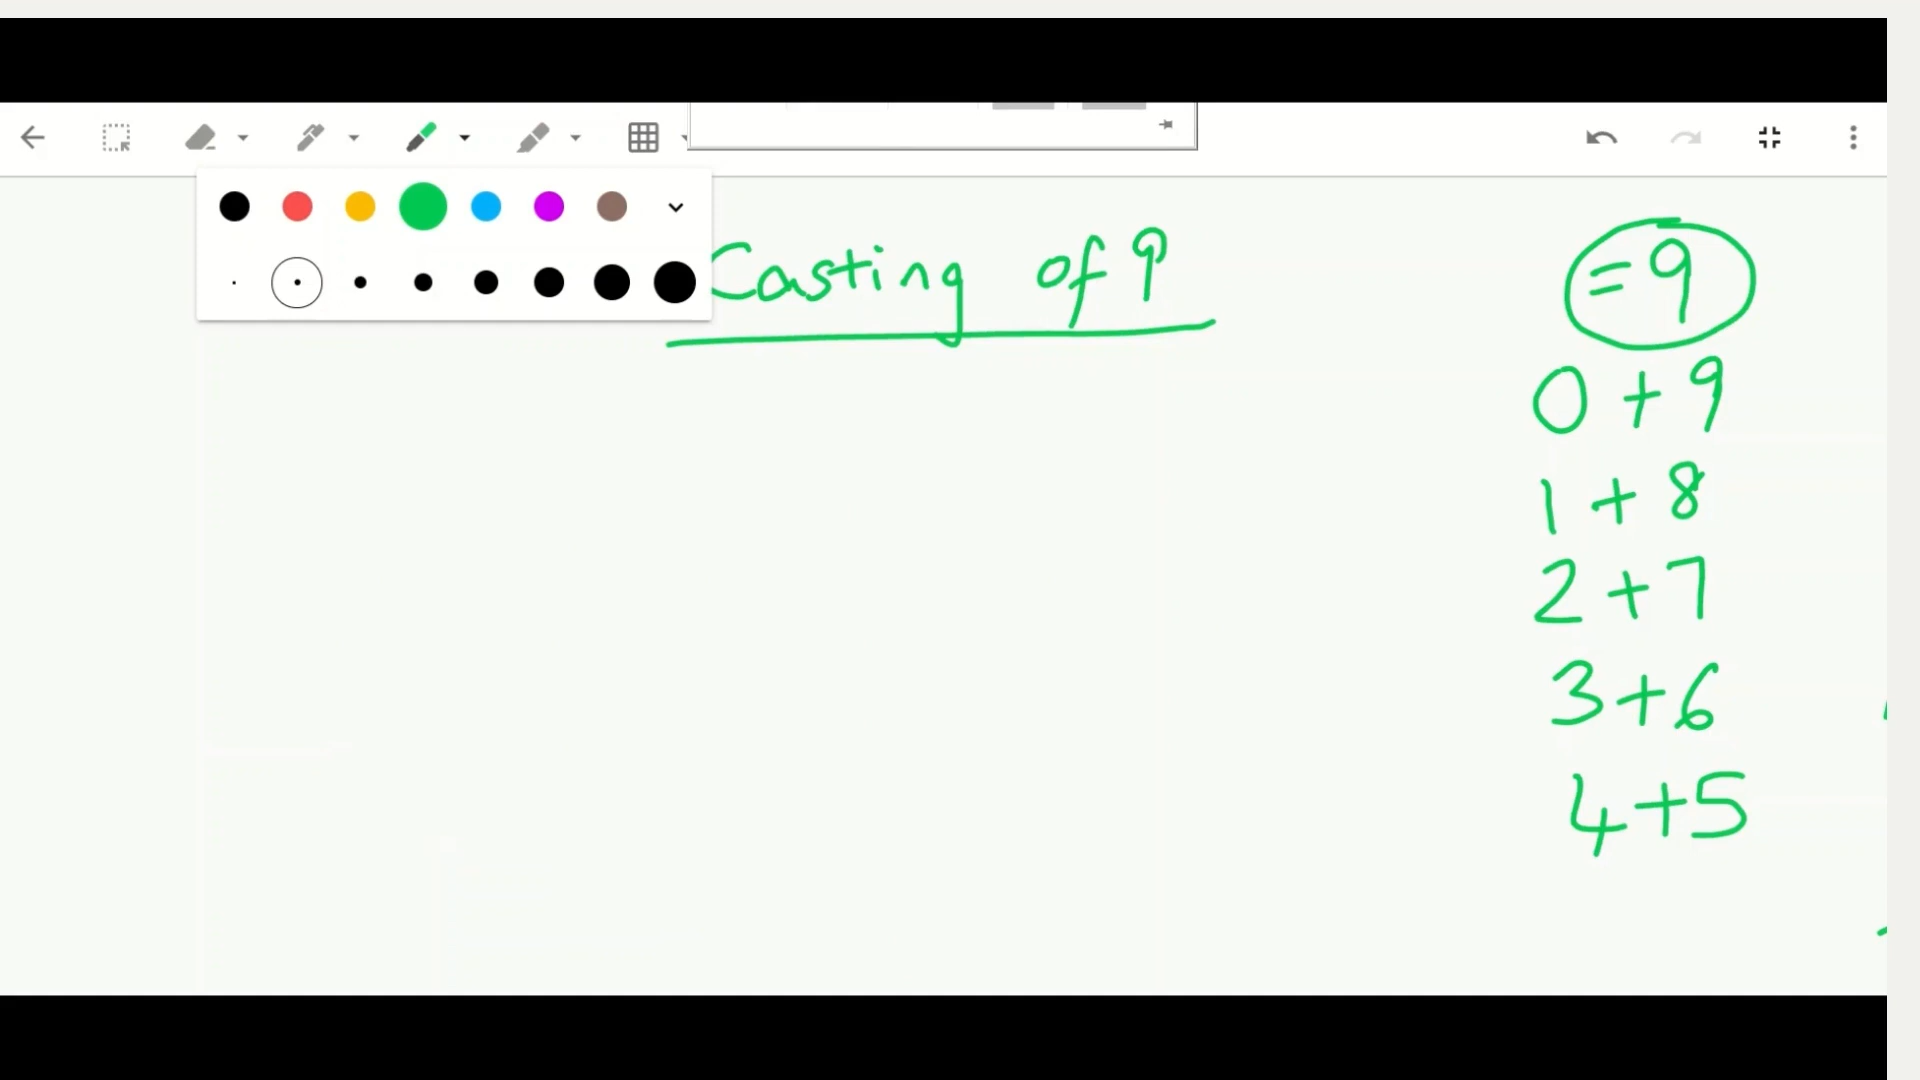 Casting of 9
= 9
0 + 9
1 + 8
2 + 7
3 + 6
4 + 5